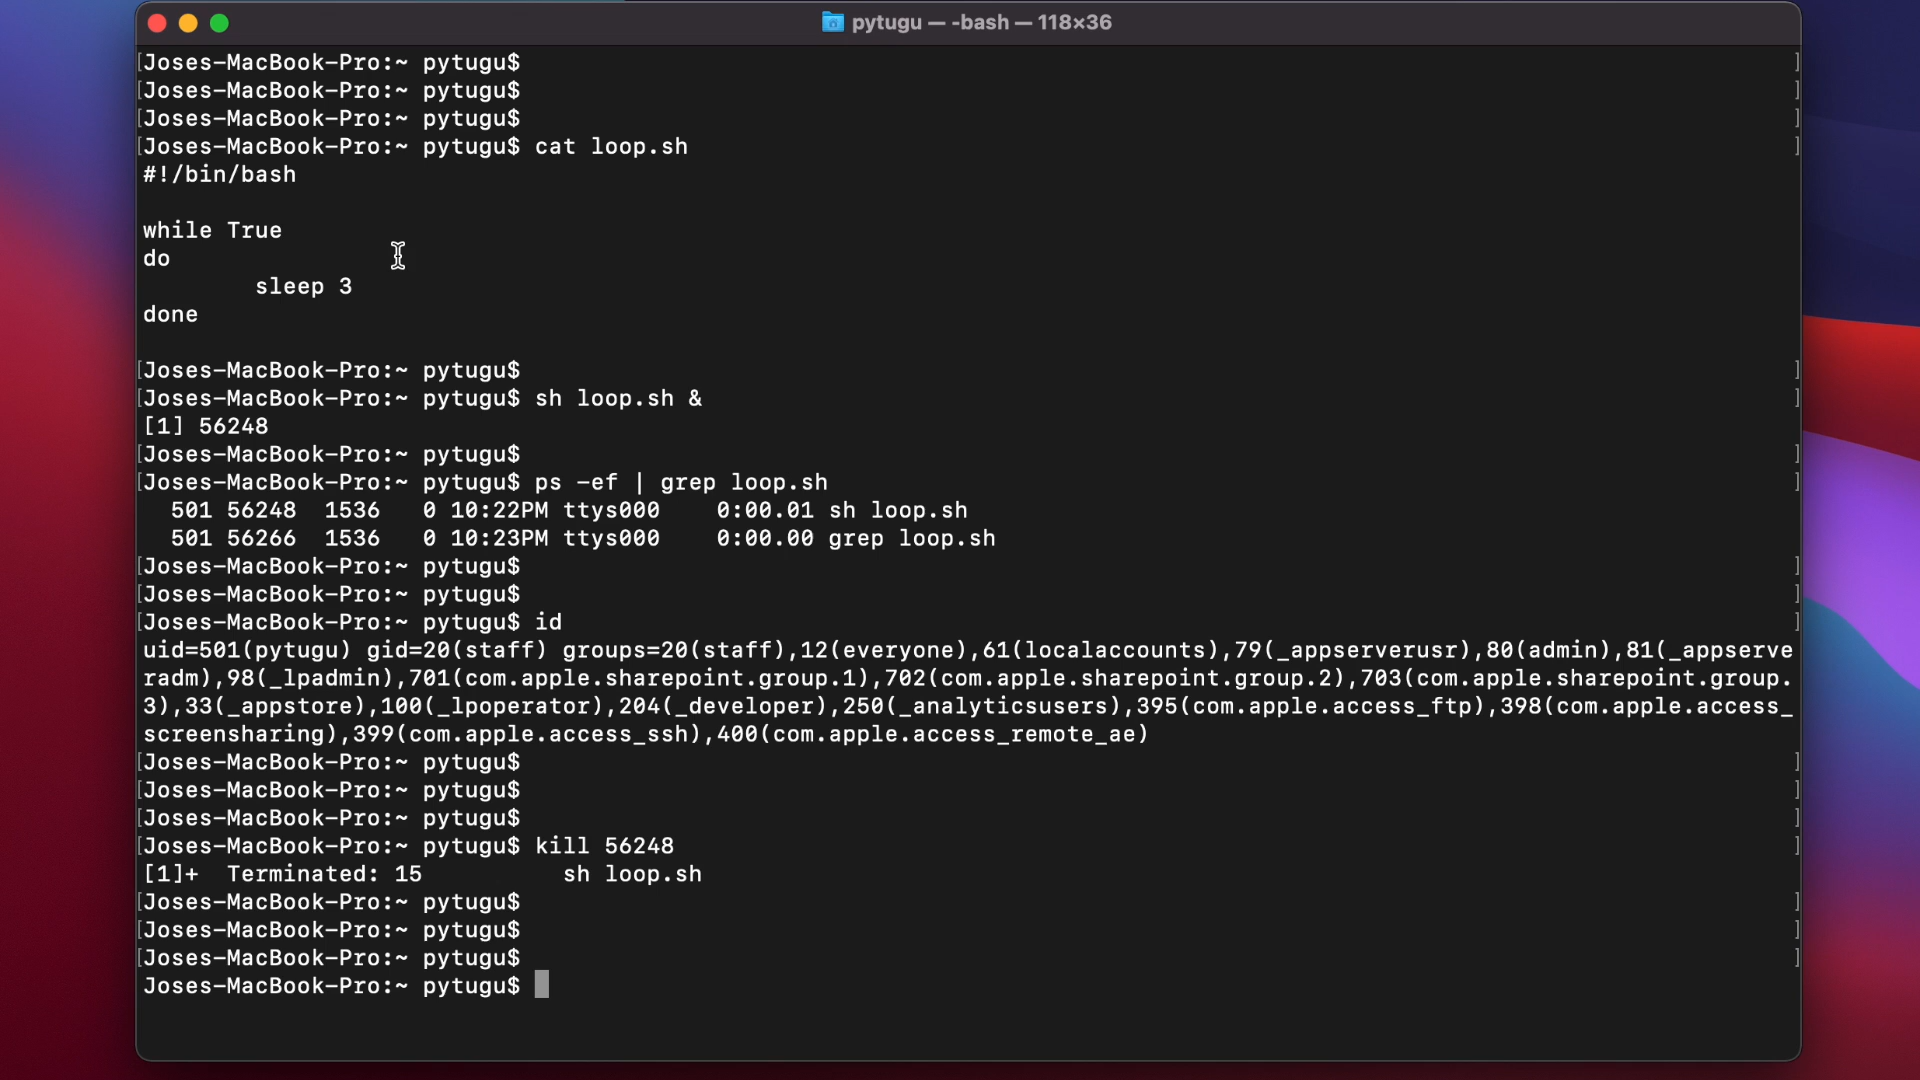 pytugu — -bash — 118×36
[Joses-MacBook-Pro:~ pytugu$ ]
[Joses-MacBook-Pro:~ pytugu$ ]
[Joses-MacBook-Pro:~ pytugu$ ]
[Joses-MacBook-Pro:~ pytugu$ cat loop.sh ]
#!/bin/bash
while True
do
        sleep 3
done
[Joses-MacBook-Pro:~ pytugu$ ]
[Joses-MacBook-Pro:~ pytugu$ sh loop.sh & ]
[1] 56248
[Joses-MacBook-Pro:~ pytugu$ ]
[Joses-MacBook-Pro:~ pytugu$ ps -ef | grep loop.sh ]
  501 56248  1536   0 10:22PM ttys000    0:00.01 sh loop.sh
  501 56266  1536   0 10:23PM ttys000    0:00.00 grep loop.sh
[Joses-MacBook-Pro:~ pytugu$ ]
[Joses-MacBook-Pro:~ pytugu$ ]
[Joses-MacBook-Pro:~ pytugu$ id ]
uid=501(pytugu) gid=20(staff) groups=20(staff),12(everyone),61(localaccounts),79(_appserverusr),80(admin),81(_appserve
radm),98(_lpadmin),701(com.apple.sharepoint.group.1),702(com.apple.sharepoint.group.2),703(com.apple.sharepoint.group.
3),33(_appstore),100(_lpoperator),204(_developer),250(_analyticsusers),395(com.apple.access_ftp),398(com.apple.access_
screensharing),399(com.apple.access_ssh),400(com.apple.access_remote_ae)
[Joses-MacBook-Pro:~ pytugu$ ]
[Joses-MacBook-Pro:~ pytugu$ ]
[Joses-MacBook-Pro:~ pytugu$ ]
[Joses-MacBook-Pro:~ pytugu$ kill 56248 ]
[1]+  Terminated: 15          sh loop.sh
[Joses-MacBook-Pro:~ pytugu$ ]
[Joses-MacBook-Pro:~ pytugu$ ]
[Joses-MacBook-Pro:~ pytugu$ ]
Joses-MacBook-Pro:~ pytugu$